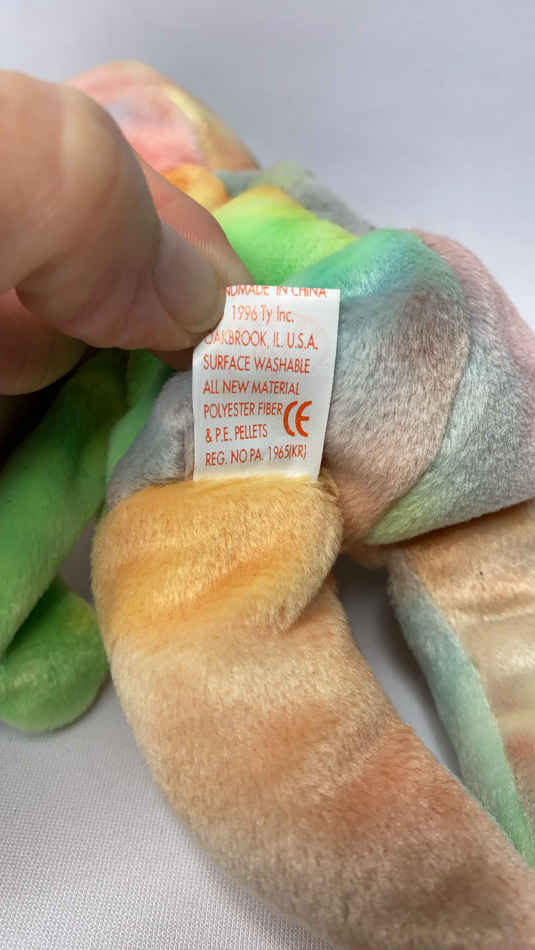 NDMADE IN CHINA
1996 Ty Inc.
OAKBROOK, IL. U.S.A.
SURFACE WASHABLE
ALL NEW MATERIAL
POLYESTER FIBER CE
& P.E. PELLETS
REG. NO PA. 1965(KR)